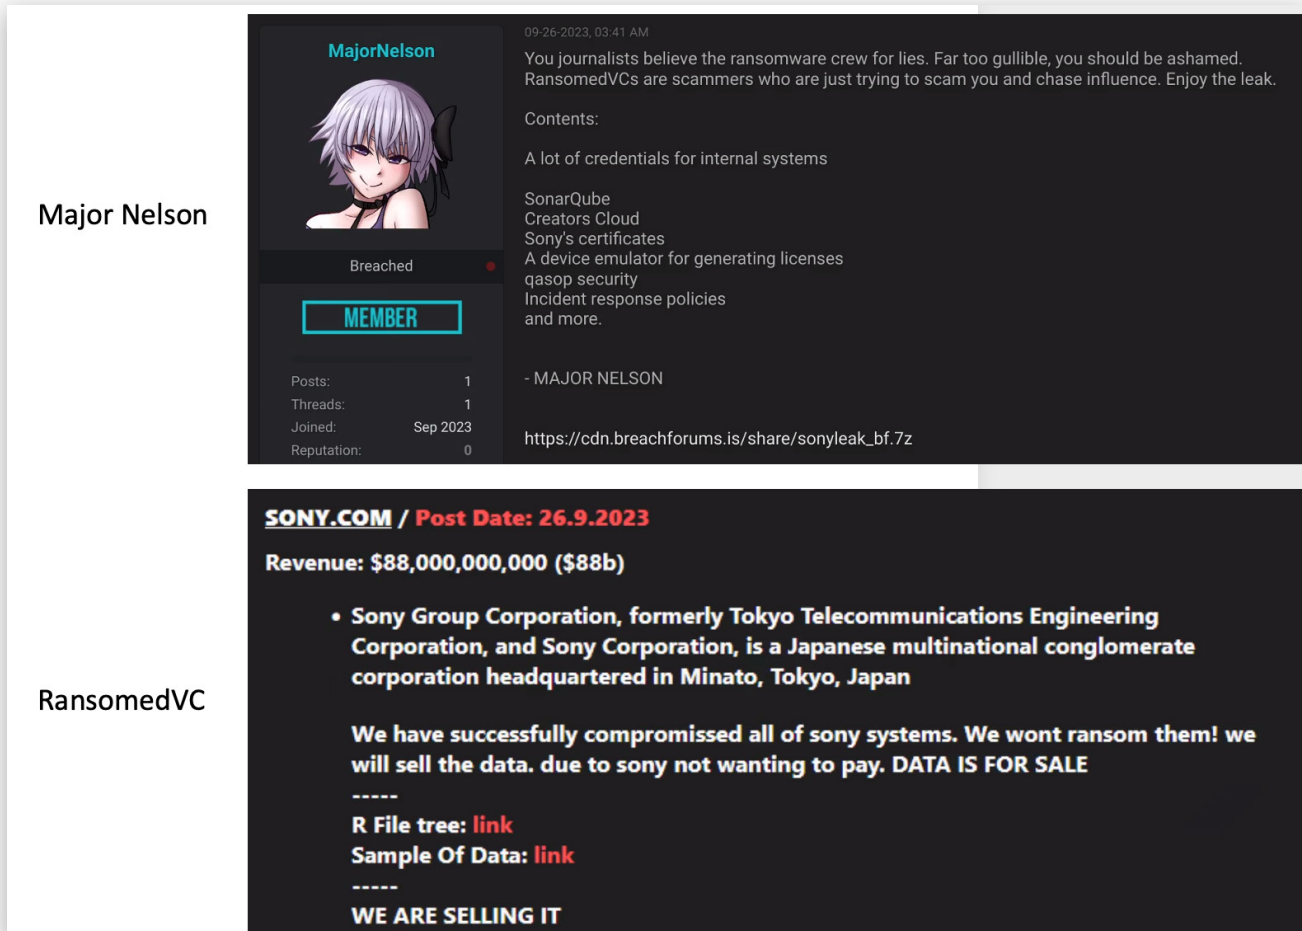 Major Nelson
MajorNelson
Breached
MEMBER
Posts: 1
Threads: 1
Joined: Sep 2023
Reputation: 0
09-26-2023, 03:41 AM
You journalists believe the ransomware crew for lies. Far too gullible, you should be ashamed.
RansomedVCs are scammers who are just trying to scam you and chase influence. Enjoy the leak.
Contents:
A lot of credentials for internal systems
SonarQube
Creators Cloud
Sony's certificates
A device emulator for generating licenses
qasop security
Incident response policies
and more.
- MAJOR NELSON
https://cdn.breachforums.is/share/sonyleak_bf.7z
RansomedVC
SONY.COM / Post Date: 26.9.2023
Revenue: $88,000,000,000 ($88b)
• Sony Group Corporation, formerly Tokyo Telecommunications Engineering
Corporation, and Sony Corporation, is a Japanese multinational conglomerate
corporation headquartered in Minato, Tokyo, Japan
We have successfully compromissed all of sony systems. We wont ransom them! we
will sell the data. due to sony not wanting to pay. DATA IS FOR SALE
-----
R File tree: link
Sample Of Data: link
-----
WE ARE SELLING IT